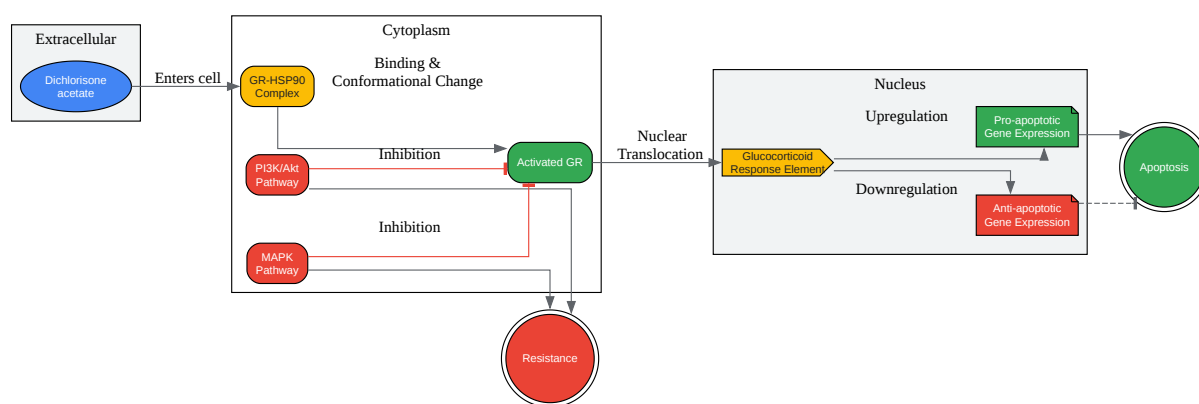 Extracellular
Dichlorisone
acetate
Enters cell
Cytoplasm
Binding &
Conformational Change
GR-HSP90
Complex
Inhibition
PI3K/Akt
Pathway
Activated GR
Inhibition
MAPK
Pathway
Resistance
Nuclear
Translocation
Nucleus
Upregulation
Glucocorticoid
Response Element
Downregulation
Pro-apoptotic
Gene Expression
Anti-apoptotic
Gene Expression
Apoptosis